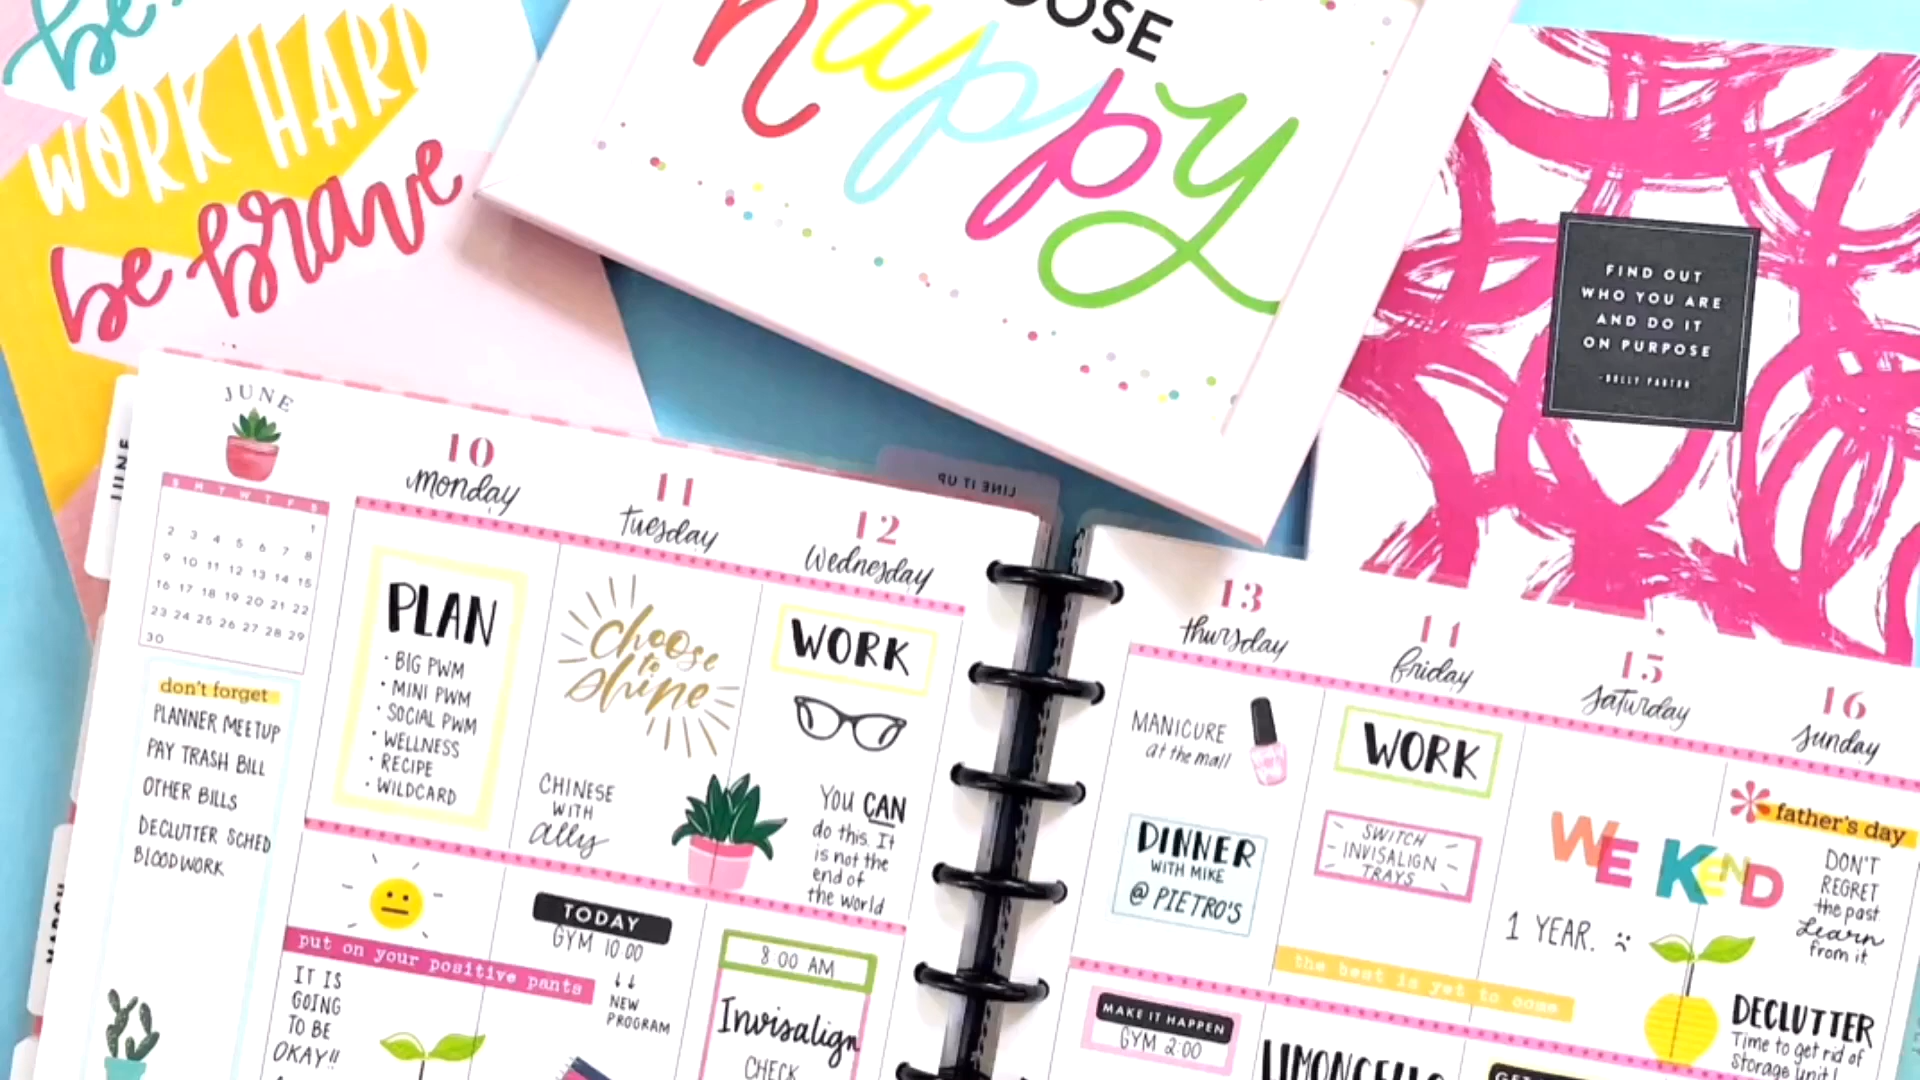 be
WORK HARD
be brave
happy
FIND OUT
WHO YOU ARE
AND DO IT
ON PURPOSE
-DOLLY PARTON
LINE IT UP
JUNE
JUNE
S M T W T F S
1
2 3 4 5 6 7 8
9 10 11 12 13 14 15
16 17 18 19 20 21 22
23 24 25 26 27 28 29
30
don't forget
PLANNER MEETUP
PAY TRASH BILL
OTHER BILLS
DECLUTTER SCHED
BLOODWORK
MARCH
10
monday
PLAN
• BIG PWM
• MINI PWM
• SOCIAL PWM
• WELLNESS
• RECIPE
• WILDCARD
put on your positive pants
IT IS
GOING
TO BE
OKAY!!
11
tuesday
choose
to
shine
CHINESE
WITH
ally
TODAY
GYM 10:00
↓↓
NEW
PROGRAM
12
wednesday
WORK
YOU CAN
do this. It
is not the
end of
the world
8:00 AM
Invisalign
CHECK
13
thursday
MANICURE
at the mall
DINNER
WITH MIKE
@ PIETRO'S
MAKE IT HAPPEN
GYM 2:00
14
friday
WORK
SWITCH
INVISALIGN
TRAYS
the best is yet to come
LIMONCELLO
15
saturday
WEEKEND
1 YEAR. :(
16
sunday
father's day
DON'T
REGRET
the past
Learn
from it.
DECLUTTER
Time to get rid of
storage unit!